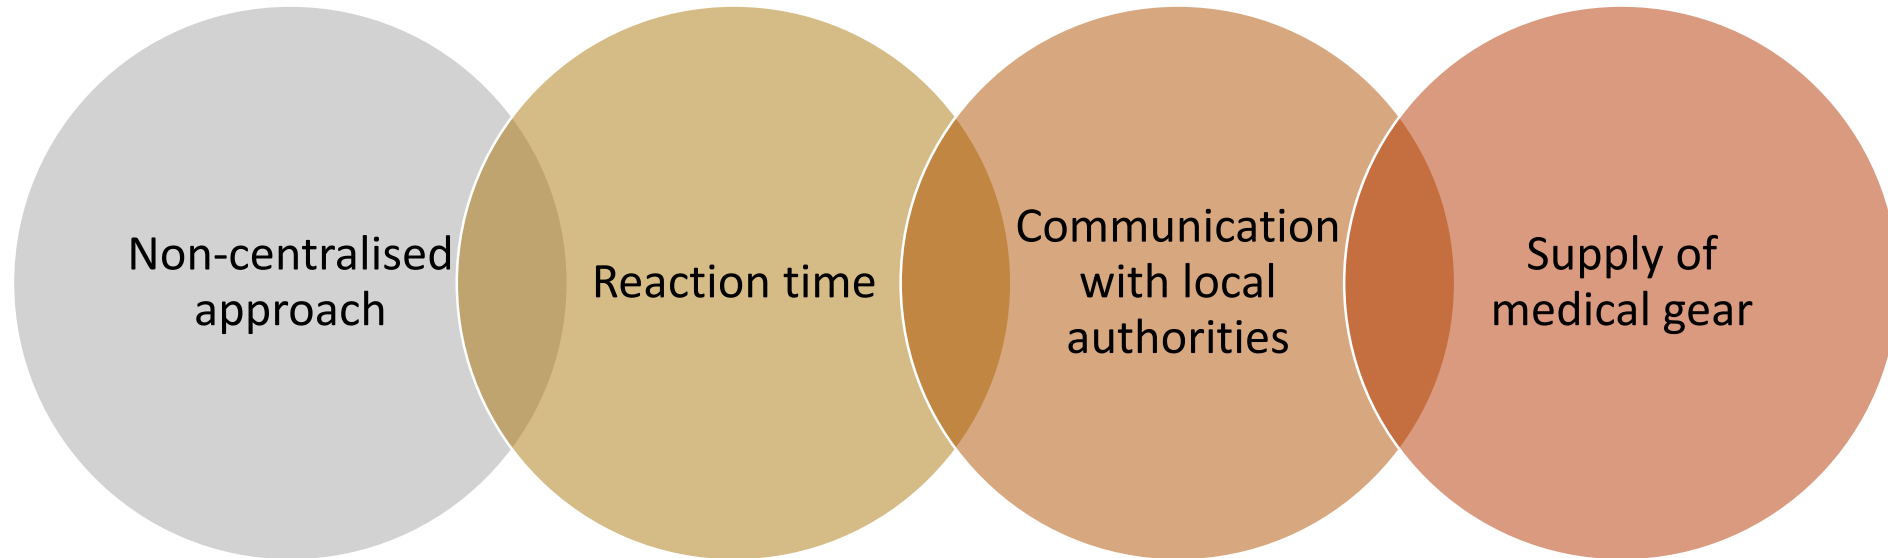 Non-centralised
approach
Reaction time
Communication
with local
authorities
Supply of
medical gear